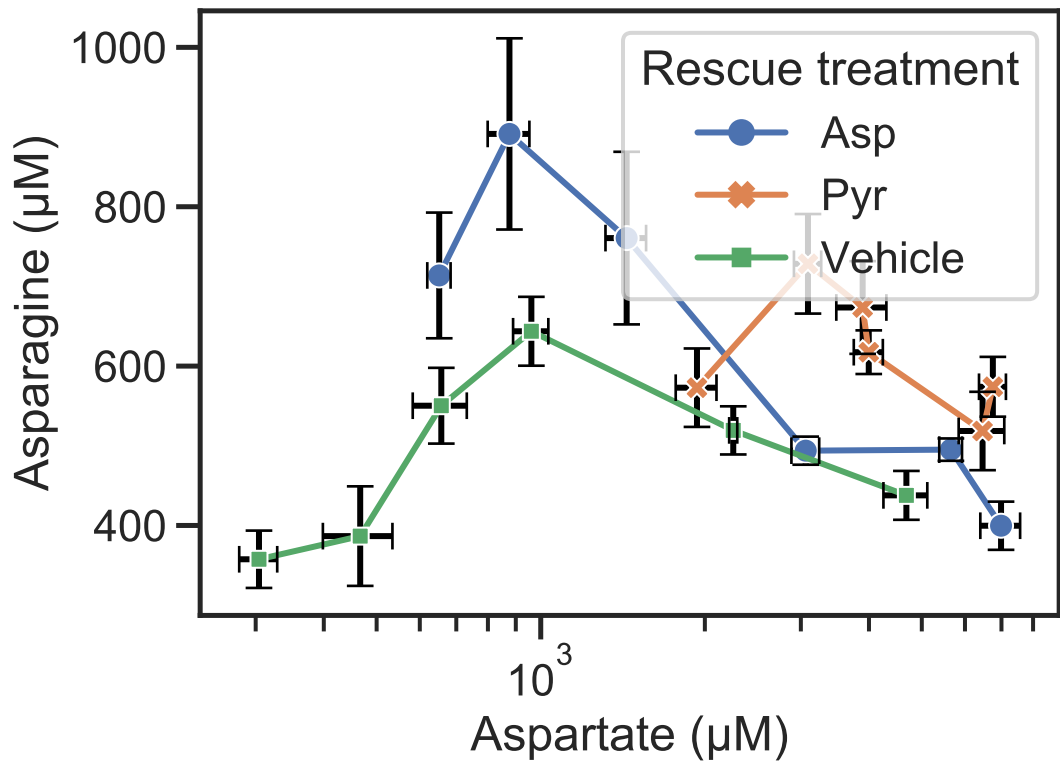 1000
800
600
400
Asparagine (μM)
Rescue treatment
Asp
Pyr
Vehicle
10³
Aspartate (μM)